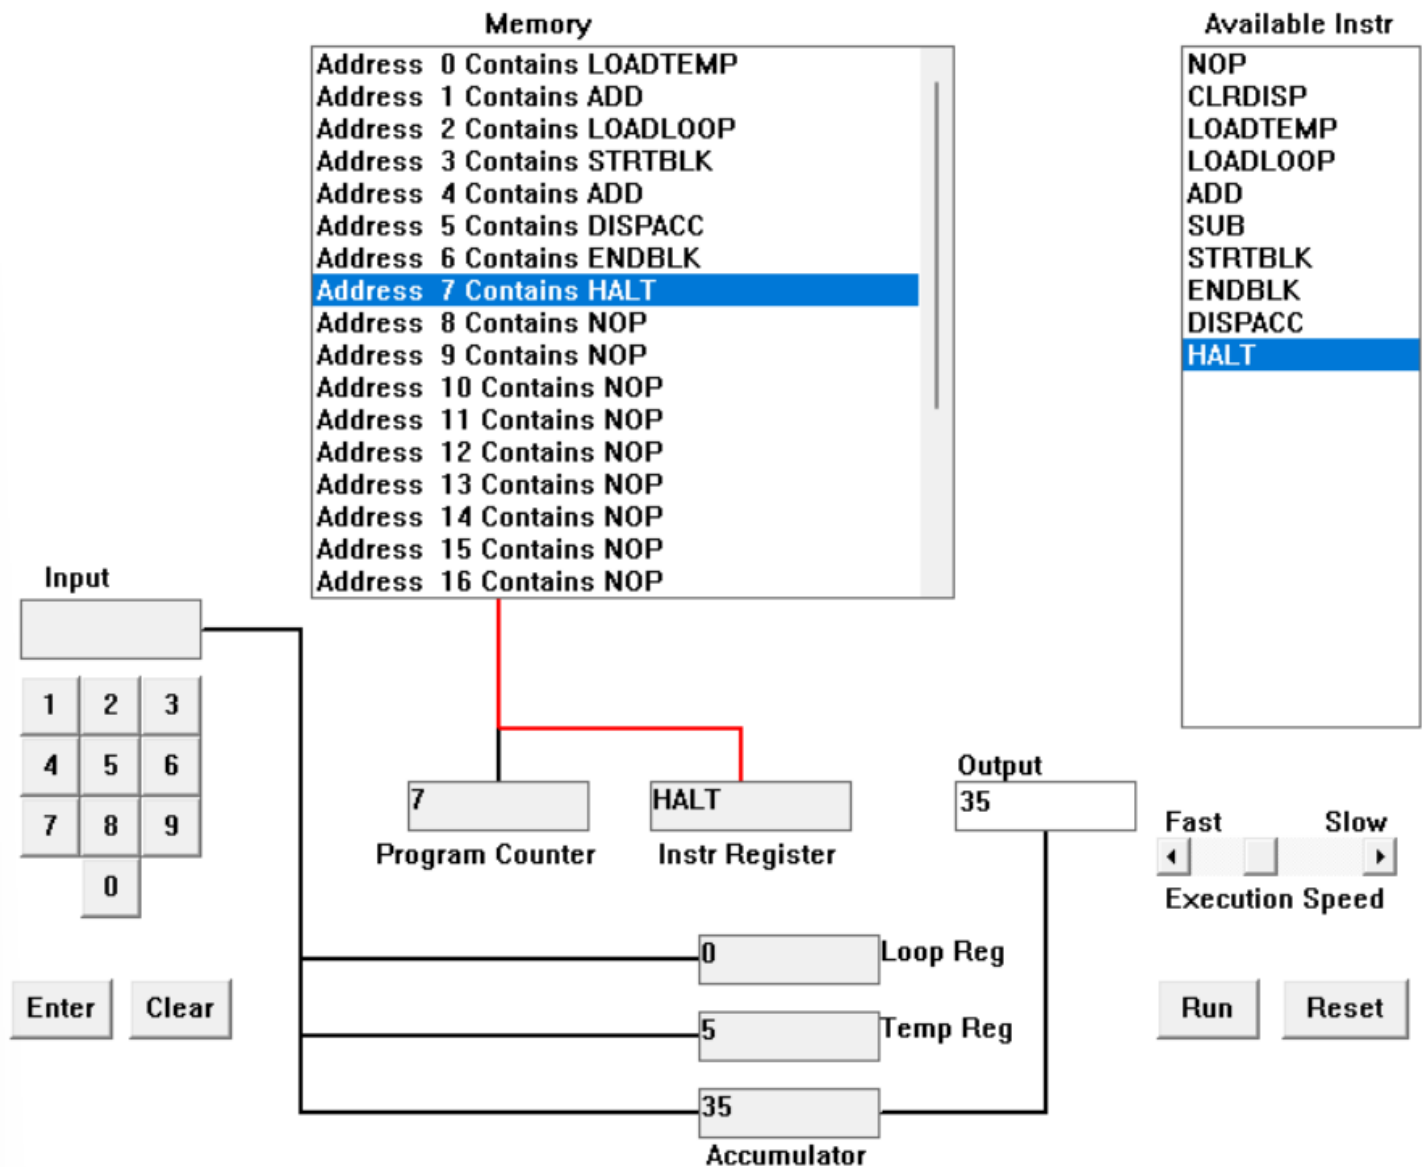 Memory
Address 0 Contains LOADTEMP
Address 1 Contains ADD
Address 2 Contains LOADLOOP
Address 3 Contains STRTBLK
Address 4 Contains ADD
Address 5 Contains DISPACC
Address 6 Contains ENDBLK
Address 7 Contains HALT
Address 8 Contains NOP
Address 9 Contains NOP
Address 10 Contains NOP
Address 11 Contains NOP
Address 12 Contains NOP
Address 13 Contains NOP
Address 14 Contains NOP
Address 15 Contains NOP
Address 16 Contains NOP
Available Instr
NOP
CLRDISP
LOADTEMP
LOADLOOP
ADD
SUB
STRTBLK
ENDBLK
DISPACC
HALT
Input
1 2 3
4 5 6
7 8 9
0
Enter Clear
7
Program Counter
HALT
Instr Register
Output
35
Fast Slow
Execution Speed
0 Loop Reg
5 Temp Reg
35
Accumulator
Run Reset